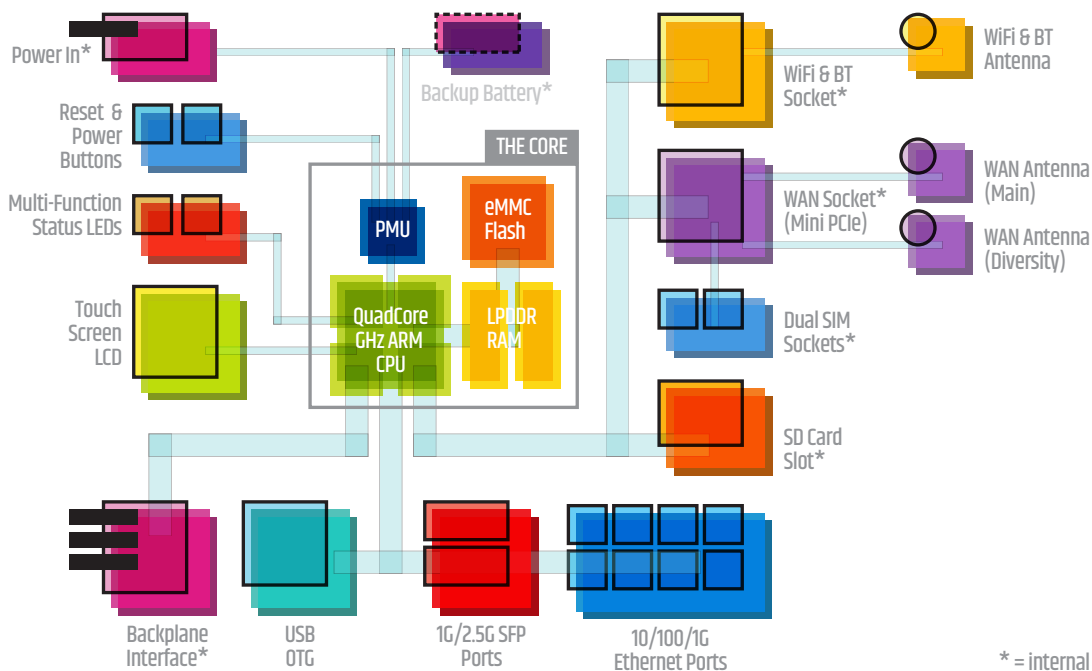 Power In*
Backup Battery*
WiFi & BT
Socket*
WiFi & BT
Antenna
Reset &
Power
Buttons
THE CORE
PMU
eMMC
Flash
WAN Socket*
(Mini PCIe)
WAN Antenna
(Main)
WAN Antenna
(Diversity)
Multi-Function
Status LEDs
Touch
Screen
LCD
QuadCore
GHz ARM
CPU
LPDDR
RAM
Dual SIM
Sockets*
SD Card
Slot*
Backplane
Interface*
USB
OTG
1G/2.5G SFP
Ports
10/100/1G
Ethernet Ports
* = internal